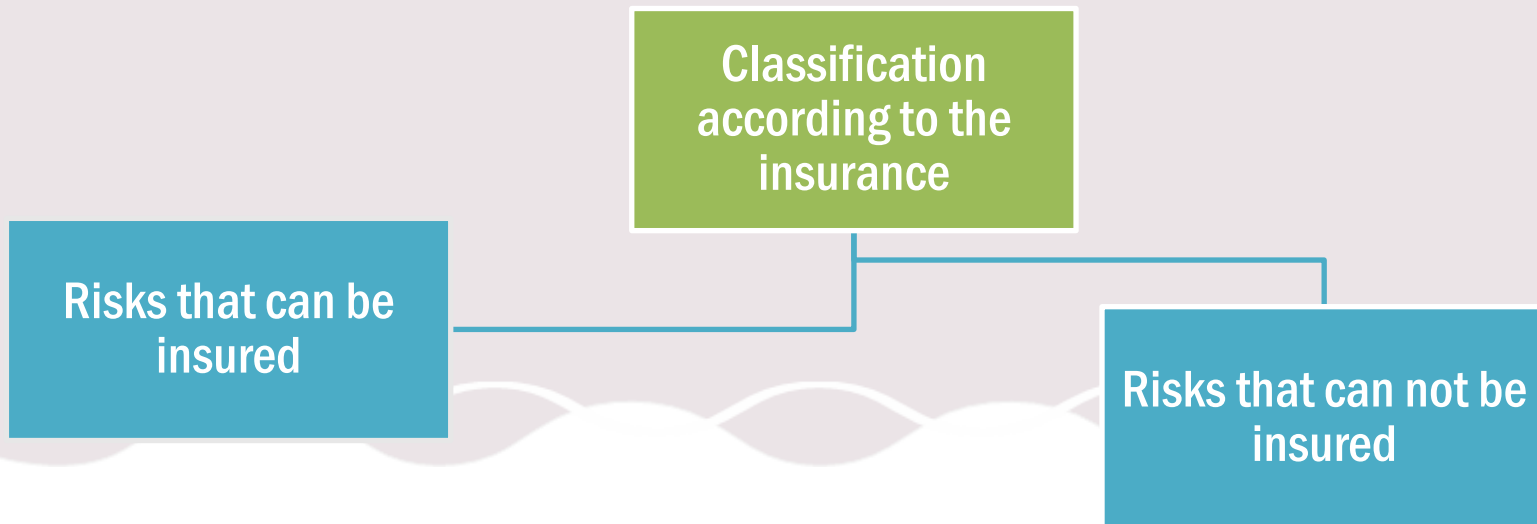 Classification
according to the
insurance
Risks that can be
insured
Risks that can not be
insured